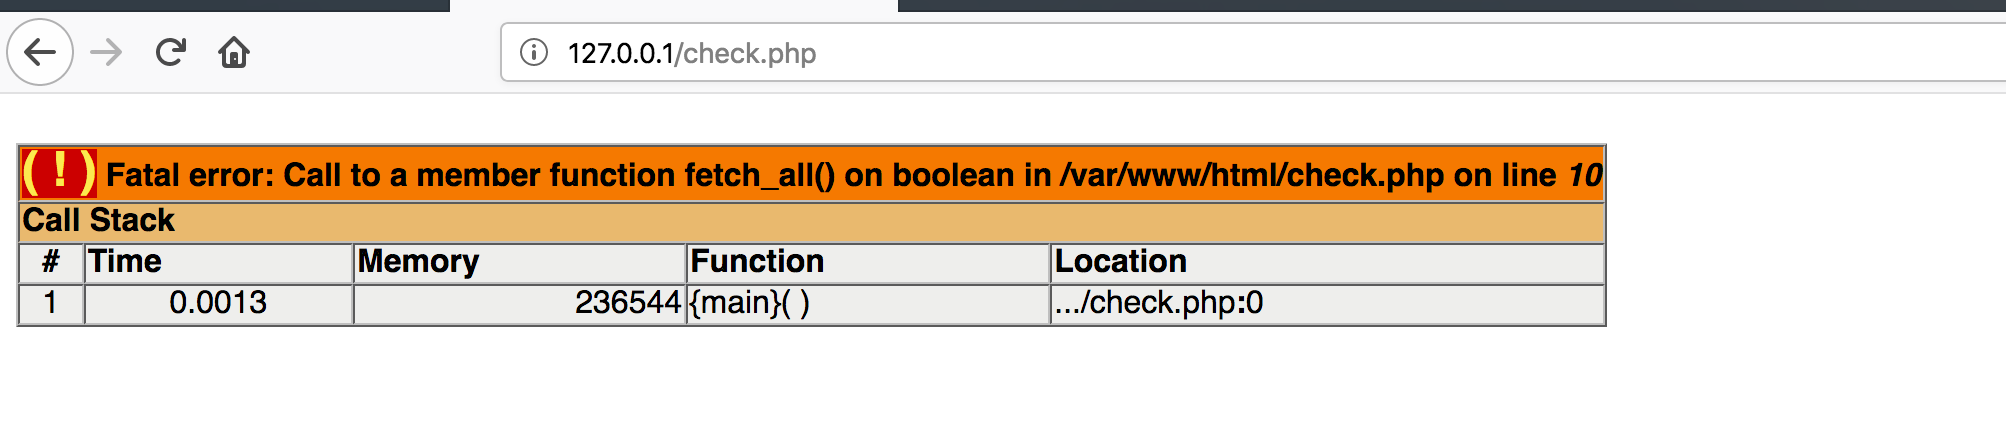 127.0.0.1/check.php
( ! ) Fatal error: Call to a member function fetch_all() on boolean in /var/www/html/check.php on line 10
Call Stack
# Time Memory Function Location
1 0.0013 236544 {main}( ) .../check.php:0